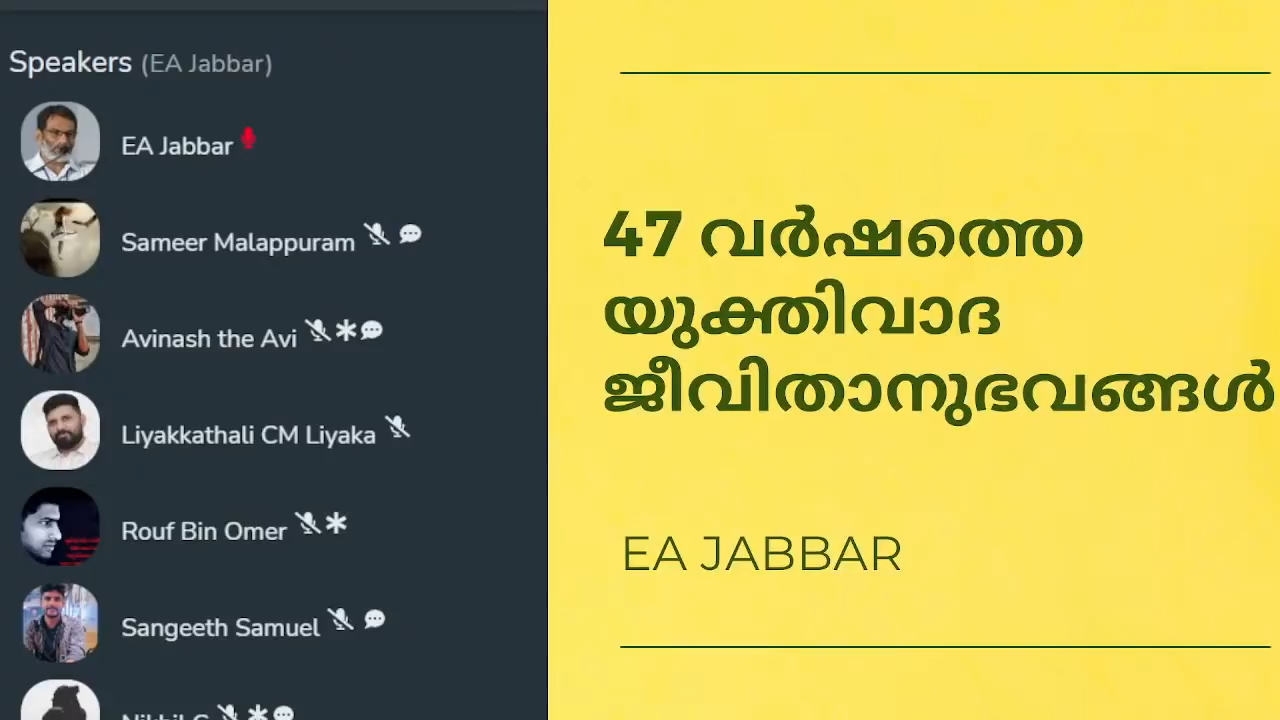 Speakers (EA Jabbar)
EA Jabbar
Sameer Malappuram
Avinash the Avi
Liyakkathali CM Liyaka
Rouf Bin Omer
Sangeeth Samuel
47 വർഷത്തെ
യുക്തിവാദ
ജീവിതാനുഭവങ്ങൾ
EA JABBAR